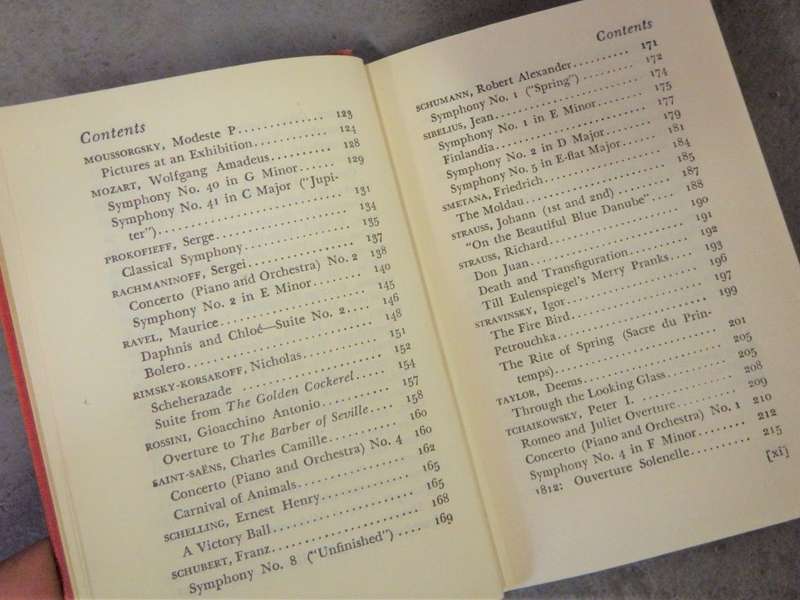 Contents
MOUSSORGSKY, Modeste P. 123
Pictures at an Exhibition 124
MOZART, Wolfgang Amadeus 128
Symphony No. 40 in G Minor 129
Symphony No. 41 in C Major ("Jupi-
ter") 131
PROKOFIEFF, Serge 134
Classical Symphony 135
RACHMANINOFF, Sergei 137
Concerto (Piano and Orchestra) No. 2 138
Symphony No. 2 in E Minor 140
RAVEL, Maurice 145
Daphnis and Chloé—Suite No. 2 146
Bolero 148
RIMSKY-KORSAKOFF, Nicholas 151
Scheherazade 152
Suite from The Golden Cockerel 154
ROSSINI, Gioacchino Antonio 157
Overture to The Barber of Seville 158
SAINT-SAËNS, Charles Camille 160
Concerto (Piano and Orchestra) No. 4 160
Carnival of Animals 162
SCHELLING, Ernest Henry 165
A Victory Ball 165
SCHUBERT, Franz 168
Symphony No. 8 ("Unfinished") 169
Contents
SCHUMANN, Robert Alexander 171
Symphony No. 1 ("Spring") 172
SIBELIUS, Jean 174
Symphony No. 1 in E Minor 175
Finlandia 177
Symphony No. 2 in D Major 179
Symphony No. 5 in E-flat Major 181
SMETANA, Friedrich 184
The Moldau 185
STRAUSS, Johann (1st and 2nd) 187
"On the Beautiful Blue Danube" 188
STRAUSS, Richard 190
Don Juan 191
Death and Transfiguration 192
Till Eulenspiegel's Merry Pranks 193
STRAVINSKY, Igor 196
The Fire Bird 197
Petrouchka 199
The Rite of Spring (Sacre du Prin-
temps) 201
TAYLOR, Deems 205
Through the Looking Glass 205
TCHAIKOWSKY, Peter I. 208
Romeo and Juliet Overture 209
Concerto (Piano and Orchestra) No. 1 210
Symphony No. 4 in F Minor 212
1812: Ouverture Solenelle 215
[xi]